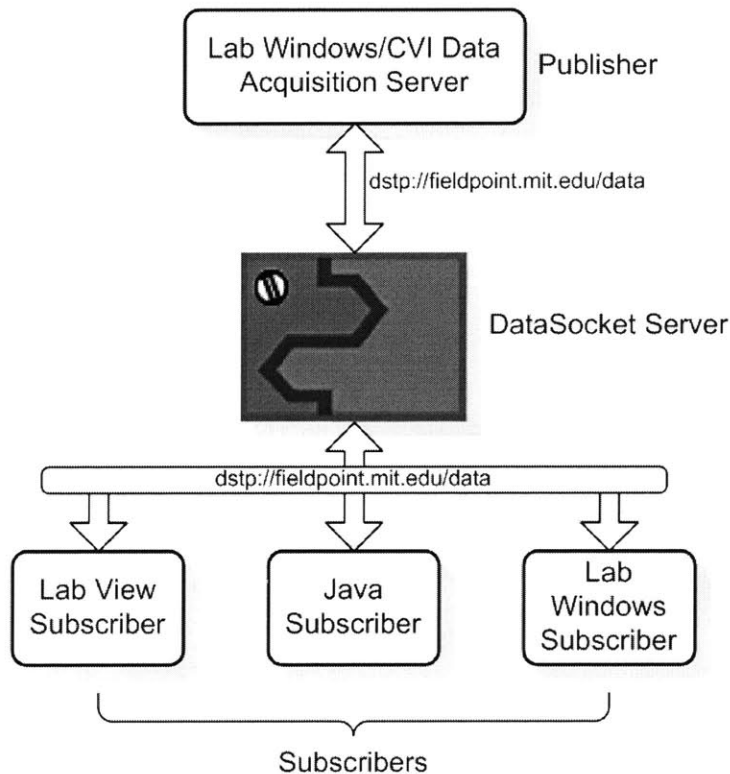 Lab Windows/CVI Data
Acquisition Server
Publisher
dstp://fieldpoint.mit.edu/data
DataSocket Server
dstp://fieldpoint.mit.edu/data
Lab View
Subscriber
Java
Subscriber
Lab
Windows
Subscriber
Subscribers